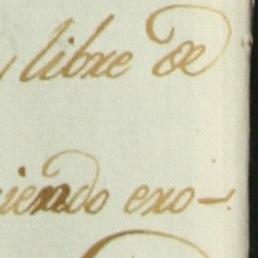 y libre de
iendo exo-